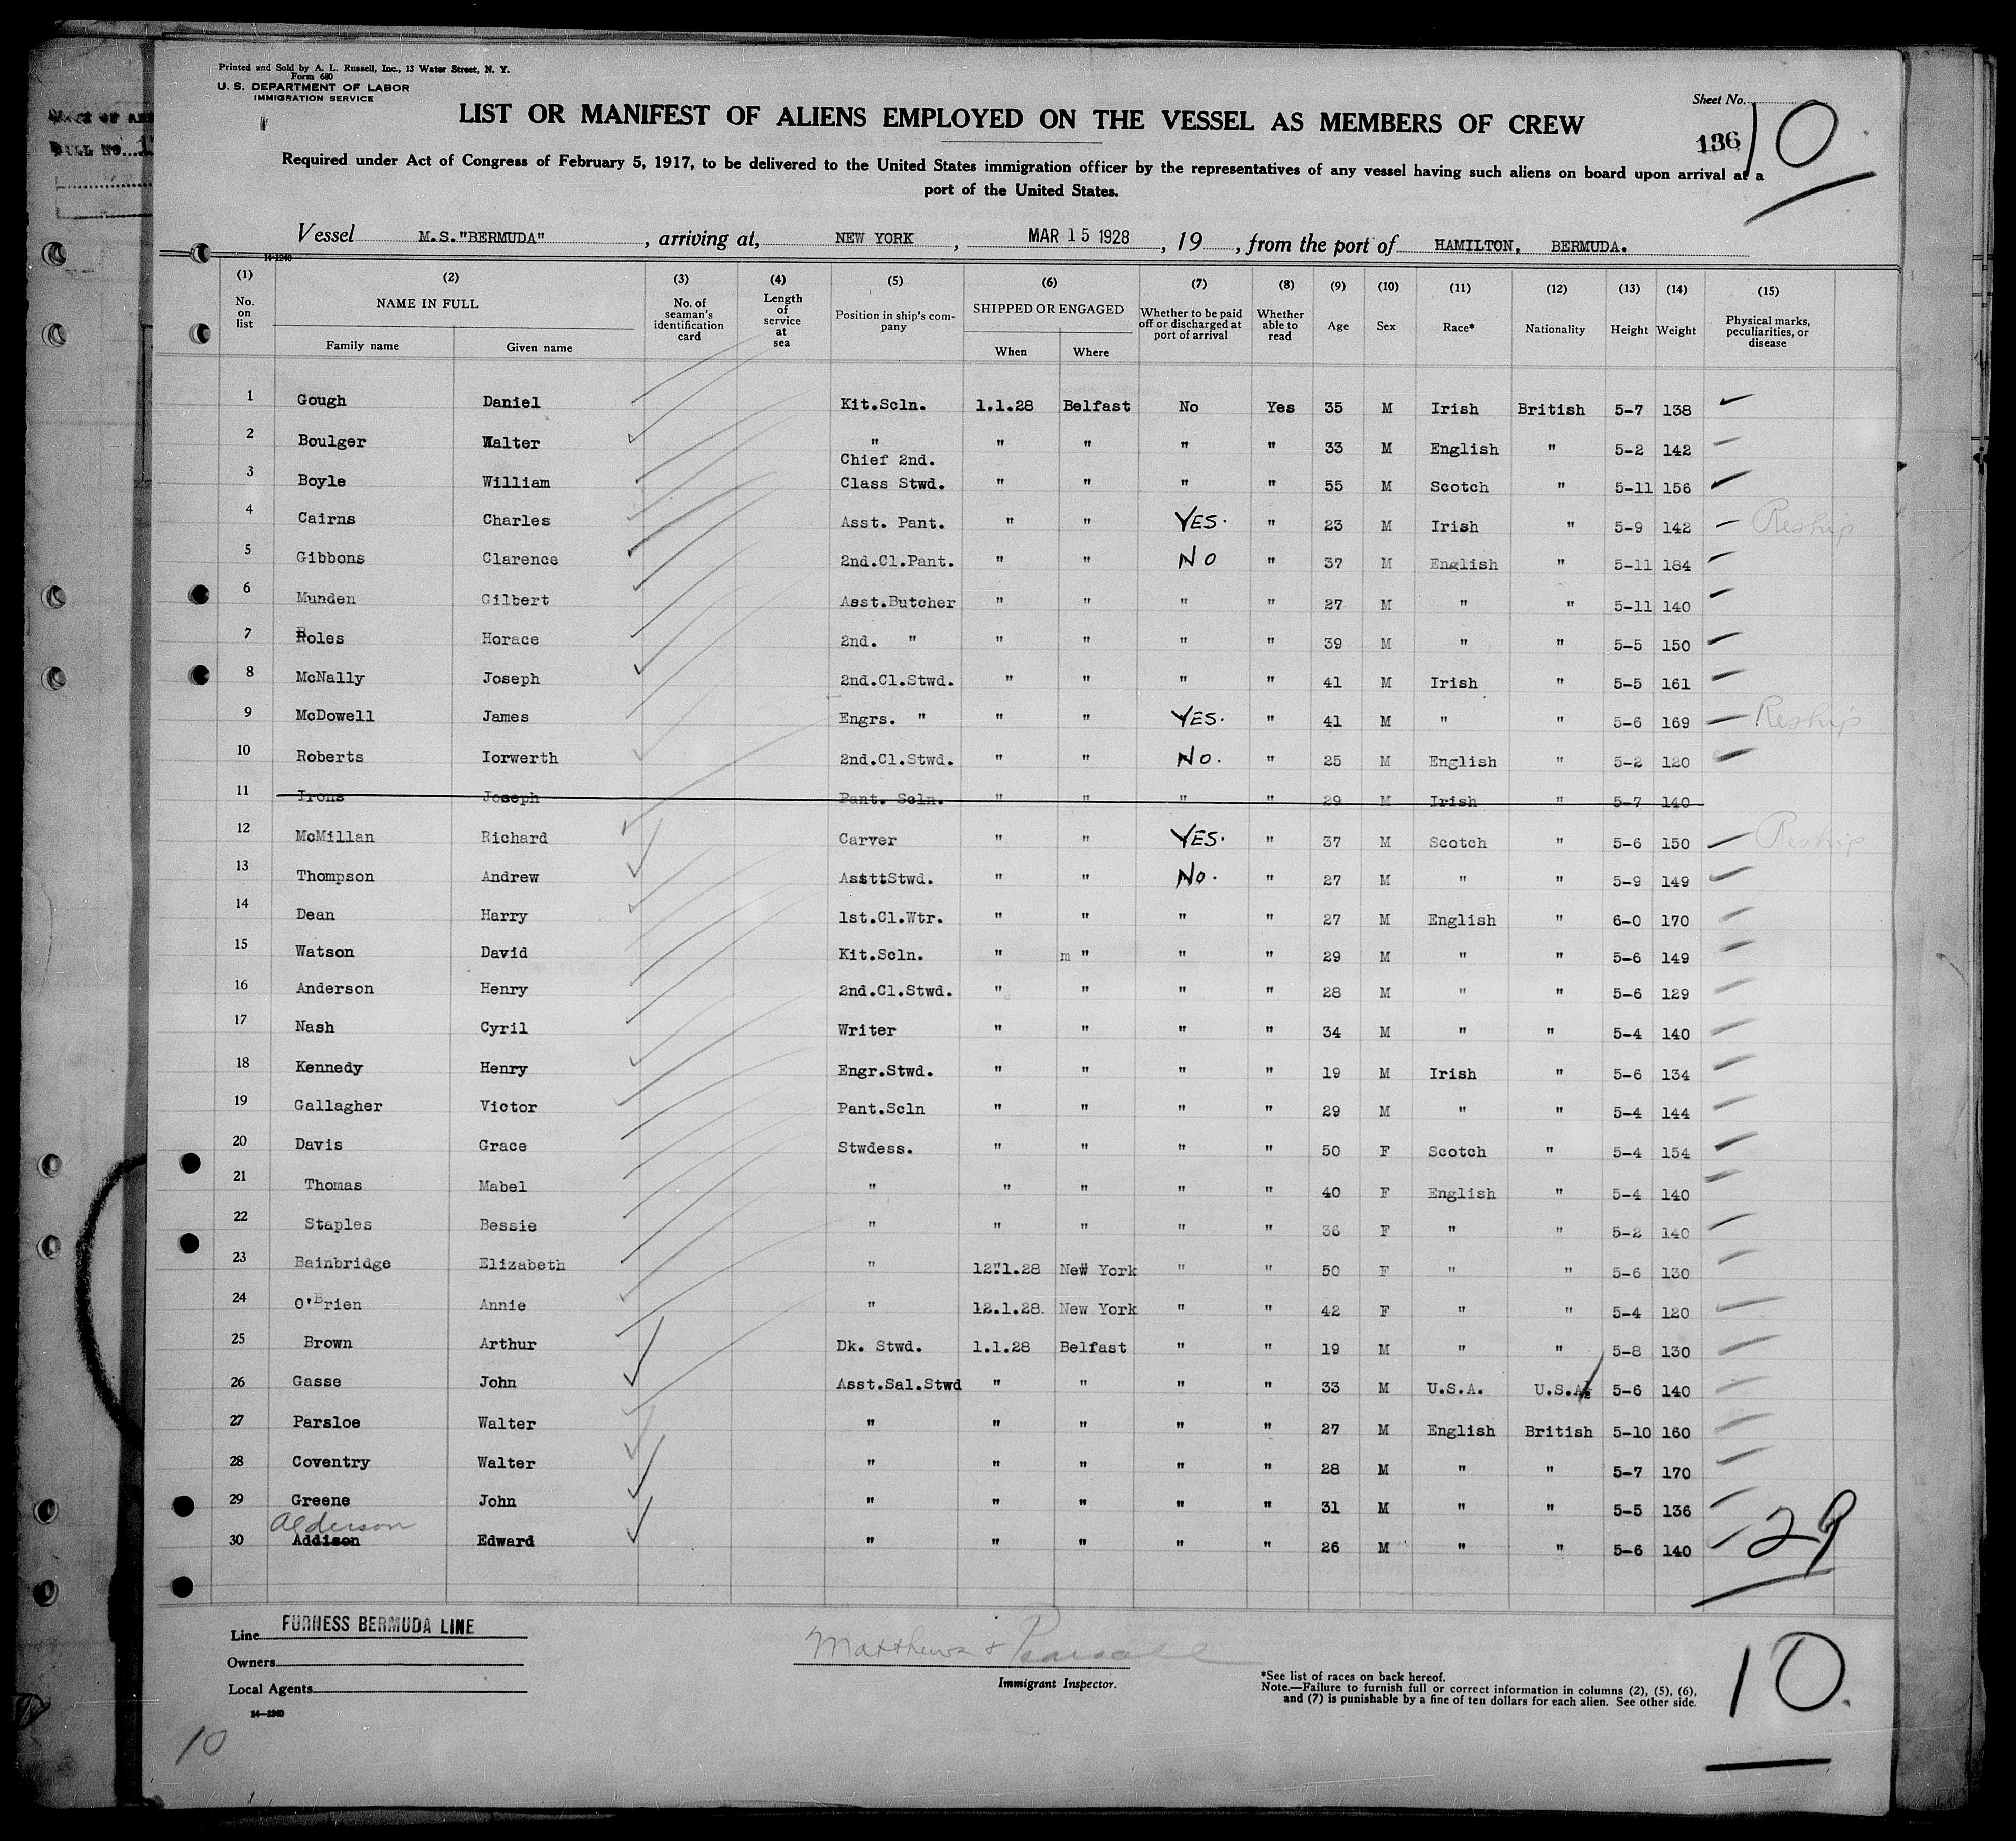 Printed and Sold by A. L. Russell, Inc., 13 Water Street, N. Y.
Form 680
U. S. DEPARTMENT OF LABOR
IMMIGRATION SERVICE
Sheet No.
10
136
LIST OR MANIFEST OF ALIENS EMPLOYED ON THE VESSEL AS MEMBERS OF CREW
Required under Act of Congress of February 5, 1917, to be delivered to the United States immigration officer by the representatives of any vessel having such aliens on board upon arrival at a
port of the United States.
Vessel M.S."BERMUDA" , arriving at, NEW YORK , MAR 15 1928 , 19 , from the port of HAMILTON, BERMUDA.
14-1240
(1) (2) (3) (4) (5) (6) (7) (8) (9) (10) (11) (12) (13) (14) (15)
No. on list NAME IN FULL Family name Given name No. of seaman's identification card Length of service at sea Position in ship's company SHIPPED OR ENGAGED When Where Whether to be paid off or discharged at port of arrival Whether able to read Age Sex Race* Nationality Height Weight Physical marks, peculiarities, or disease
1 Gough Daniel Kit.Scln. 1.1.28 Belfast No Yes 35 M Irish British 5-7 138
2 Boulger Walter " " " " " 33 M English " 5-2 142
3 Boyle William Chief 2nd. Class Stwd. " " " " 55 M Scotch " 5-11 156
4 Cairns Charles Asst. Pant. " " YES. " 23 M Irish " 5-9 142 Reship
5 Gibbons Clarence 2nd.Cl.Pant. " " NO " 37 M English " 5-11 184
6 Munden Gilbert Asst.Butcher " " " " 27 M " " 5-11 140
7 Roles Horace 2nd. " " " " " 39 M " " 5-5 150
8 McNally Joseph 2nd.Cl.Stwd. " " " " 41 M Irish " 5-5 161
9 McDowell James Engrs. " " " YES. " 41 M " " 5-6 169 Reship
10 Roberts Iorwerth 2nd.Cl.Stwd. " " No. " 25 M English " 5-2 120
11 Irons Joseph Pant. Scln. " " " " 29 M Irish " 5-7 140
12 McMillan Richard Carver " " YES. " 37 M Scotch " 5-6 150 Reship
13 Thompson Andrew AssttStwd. " " No. " 27 M " " 5-9 149
14 Dean Harry 1st.Cl.Wtr. " " " " 27 M English " 6-0 170
15 Watson David Kit.Scln. " m " " " 29 M " " 5-6 149
16 Anderson Henry 2nd.Cl.Stwd. " " " " 28 M " " 5-6 129
17 Nash Cyril Writer " " " " 34 M " " 5-4 140
18 Kennedy Henry Engr.Stwd. " " " " 19 M Irish " 5-6 134
19 Gallagher Victor Pant.Scln " " " " 29 M " " 5-4 144
20 Davis Grace Stwdess. " " " " 50 F Scotch " 5-4 154
21 Thomas Mabel " " " " " 40 F English " 5-4 140
22 Staples Bessie " " " " " 36 F " " 5-2 140
23 Bainbridge Elizabeth " 12.1.28 New York " " 50 F " " 5-6 130
24 O'Brien Annie " 12.1.28. New York " " 42 F " " 5-4 120
25 Brown Arthur Dk. Stwd. 1.1.28 Belfast " " 19 M " " 5-8 130
26 Gasse John Asst.Sal.Stwd " " " " 33 M U.S.A. U.S.A. 5-6 140
27 Parsloe Walter " " " " " 27 M English British 5-10 160
28 Coventry Walter " " " " " 28 M " " 5-7 170
29 Greene John " " " " " 31 M " " 5-5 136
Alderson
30 Addison Edward " " " " " 26 M " " 5-6 140
29
Line FURNESS BERMUDA LINE
Owners
Local Agents
14-1240
Matthews +
Immigrant Inspector.
*See list of races on back hereof.
Note.—Failure to furnish full or correct information in columns (2), (5), (6),
and (7) is punishable by a fine of ten dollars for each alien. See other side.
10
10